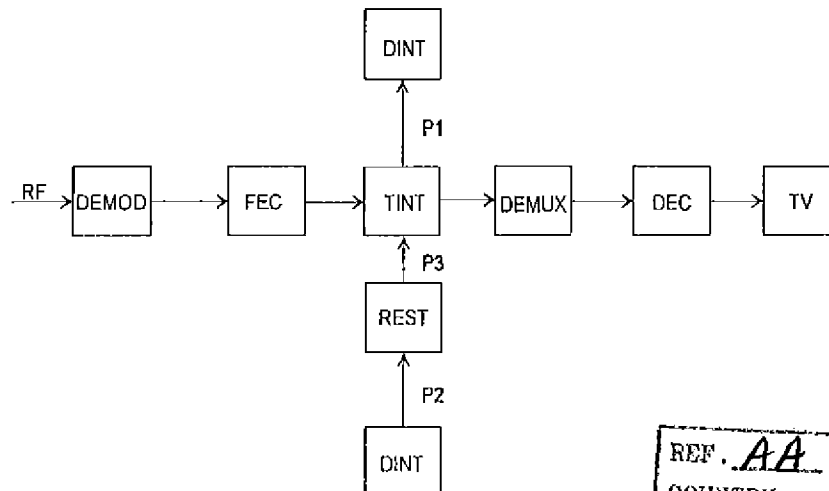 DINT
P1
RF
DEMOD
FEC
TINT
DEMUX
DEC
TV
P3
REST
P2
DINT
REF. AA